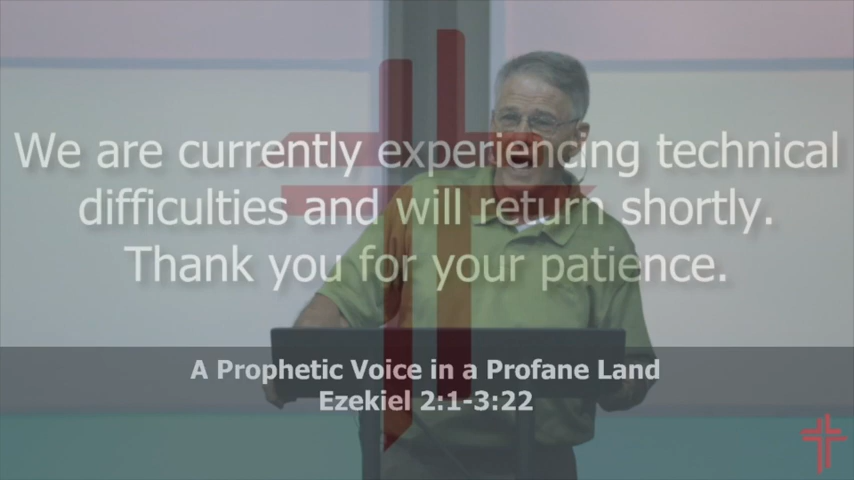 We are currently experiencing technical
difficulties and will return shortly.
Thank you for your patience.
A Prophetic Voice in a Profane Land
Ezekiel 2:1-3:22